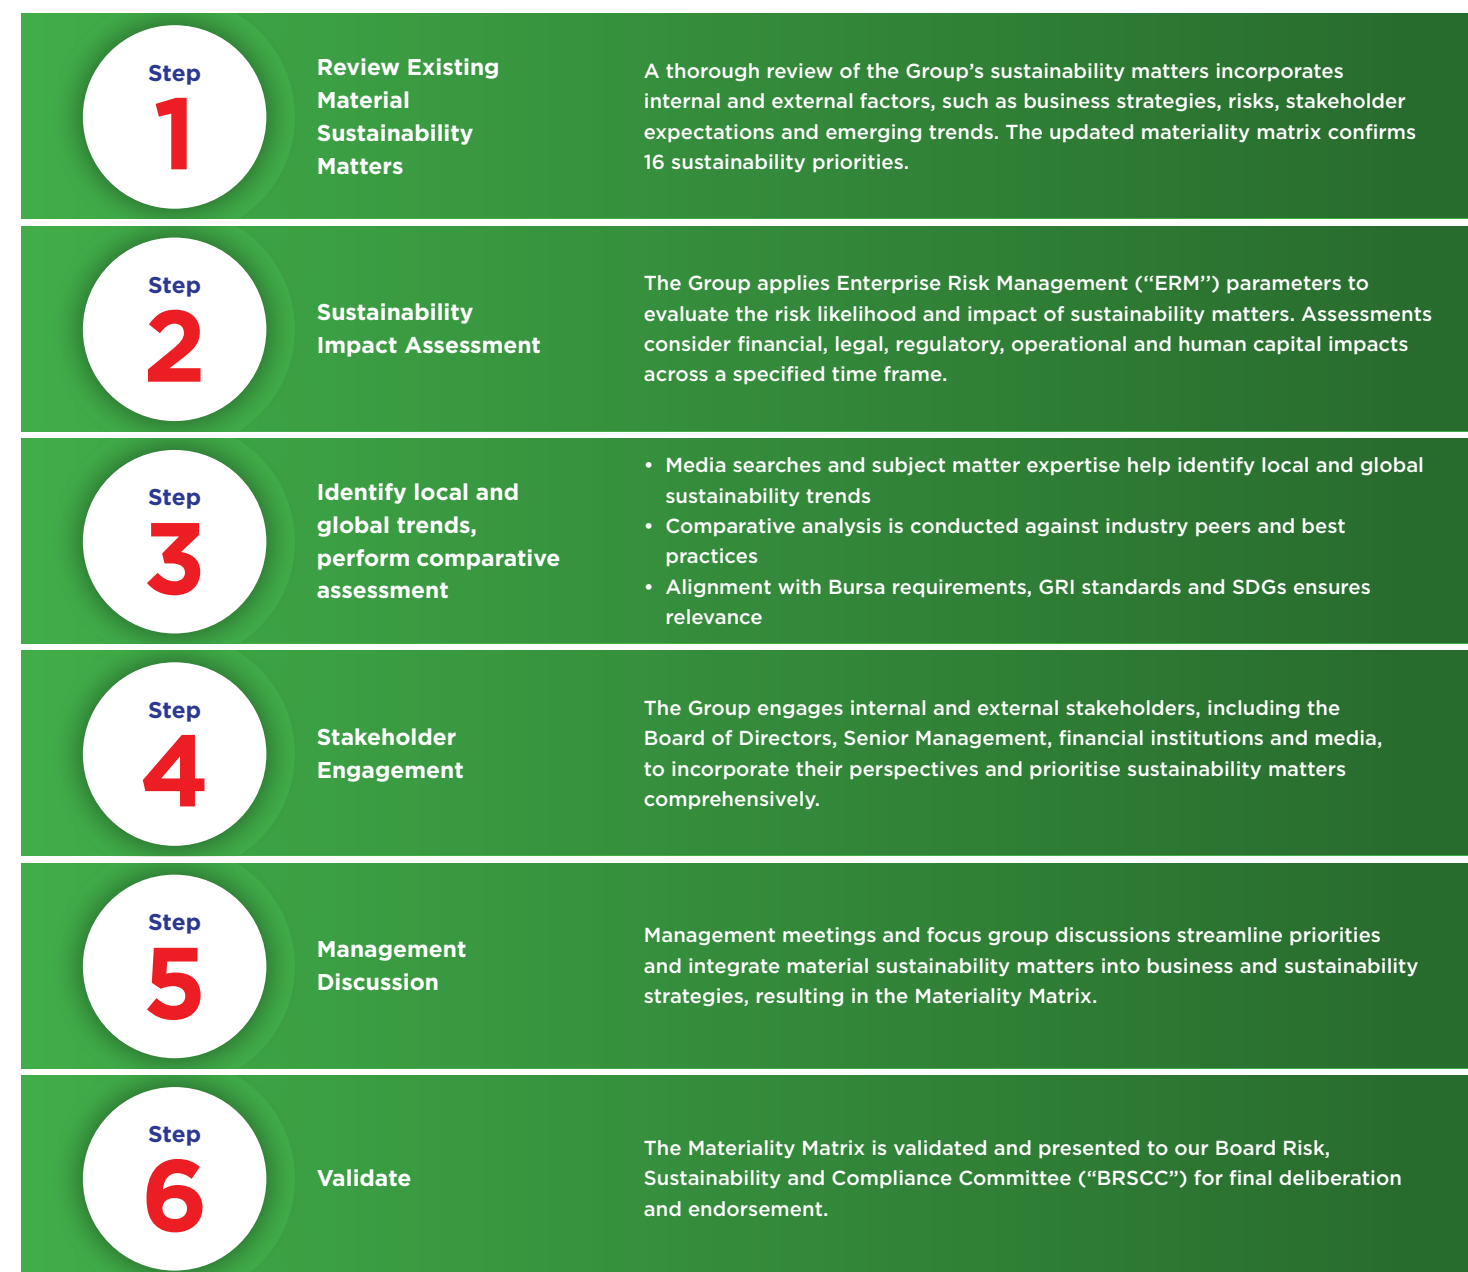 Step
1
Review Existing
Material
Sustainability
Matters
A thorough review of the Group’s sustainability matters incorporates
internal and external factors, such as business strategies, risks, stakeholder
expectations and emerging trends. The updated materiality matrix confirms
16 sustainability priorities.
Step
2
Sustainability
Impact Assessment
The Group applies Enterprise Risk Management (‘‘ERM’’) parameters to
evaluate the risk likelihood and impact of sustainability matters. Assessments
consider financial, legal, regulatory, operational and human capital impacts
across a specified time frame.
Step
3
Identify local and
global trends,
perform comparative
assessment
• Media searches and subject matter expertise help identify local and global
sustainability trends
• Comparative analysis is conducted against industry peers and best
practices
• Alignment with Bursa requirements, GRI standards and SDGs ensures
relevance
Step
4
Stakeholder
Engagement
The Group engages internal and external stakeholders, including the
Board of Directors, Senior Management, financial institutions and media,
to incorporate their perspectives and prioritise sustainability matters
comprehensively.
Step
5
Management
Discussion
Management meetings and focus group discussions streamline priorities
and integrate material sustainability matters into business and sustainability
strategies, resulting in the Materiality Matrix.
Step
6
Validate
The Materiality Matrix is validated and presented to our Board Risk,
Sustainability and Compliance Committee (“BRSCC”) for final deliberation
and endorsement.